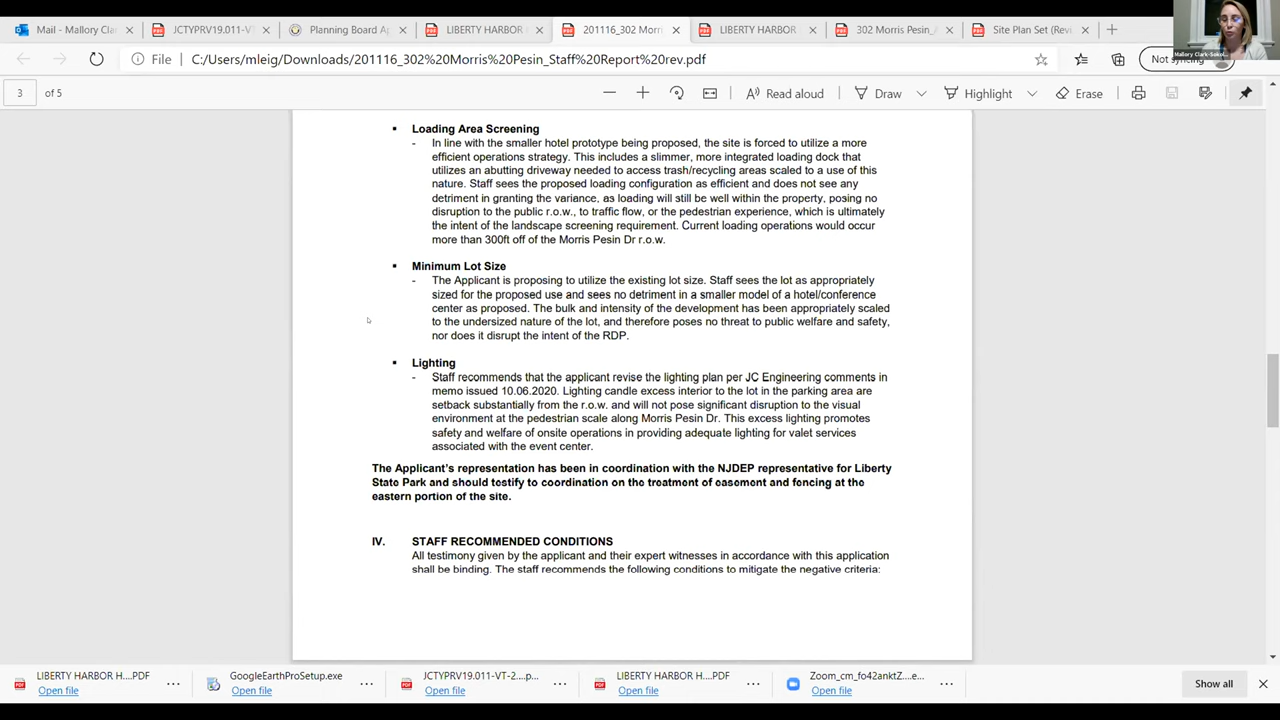 Mail - Mallory Clar
JCTYPRV19.011-VT
Planning Board Ap
LIBERTY HARBOR
201116_302 Morri
LIBERTY HARBOR
302 Morris Pesin_
Site Plan Set (Rev
Mallory Clark-Sokol...
File
C:/Users/mleig/Downloads/201116_302%20Morris%20Pesin_Staff%20Report%20rev.pdf
Not syncing
3 of 5
Read aloud
Draw
Highlight
Erase
▪ Loading Area Screening
- In line with the smaller hotel prototype being proposed, the site is forced to utilize a more
efficient operations strategy. This includes a slimmer, more integrated loading dock that
utilizes an abutting driveway needed to access trash/recycling areas scaled to a use of this
nature. Staff sees the proposed loading configuration as efficient and does not see any
detriment in granting the variance, as loading will still be well within the property, posing no
disruption to the public r.o.w., to traffic flow, or the pedestrian experience, which is ultimately
the intent of the landscape screening requirement. Current loading operations would occur
more than 300ft off of the Morris Pesin Dr r.o.w.
▪ Minimum Lot Size
- The Applicant is proposing to utilize the existing lot size. Staff sees the lot as appropriately
sized for the proposed use and sees no detriment in a smaller model of a hotel/conference
center as proposed. The bulk and intensity of the development has been appropriately scaled
to the undersized nature of the lot, and therefore poses no threat to public welfare and safety,
nor does it disrupt the intent of the RDP.
▪ Lighting
- Staff recommends that the applicant revise the lighting plan per JC Engineering comments in
memo issued 10.06.2020. Lighting candle excess interior to the lot in the parking area are
setback substantially from the r.o.w. and will not pose significant disruption to the visual
environment at the pedestrian scale along Morris Pesin Dr. This excess lighting promotes
safety and welfare of onsite operations in providing adequate lighting for valet services
associated with the event center.
The Applicant's representation has been in coordination with the NJDEP representative for Liberty
State Park and should testify to coordination on the treatment of easement and fencing at the
eastern portion of the site.
IV. STAFF RECOMMENDED CONDITIONS
All testimony given by the applicant and their expert witnesses in accordance with this application
shall be binding. The staff recommends the following conditions to mitigate the negative criteria:
LIBERTY HARBOR H....PDF
Open file
GoogleEarthProSetup.exe
Open file
JCTYPRV19.011-VT-2....p...
Open file
LIBERTY HARBOR H....PDF
Open file
Zoom_cm_fo42anktZ....e...
Open file
Show all